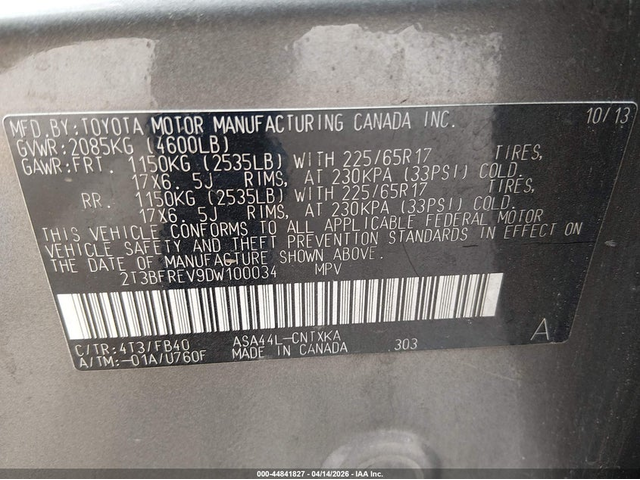 MFD. BY: TOYOTA MOTOR MANUFACTURING CANADA INC. 10/13
GVWR: 2085KG (4600LB)
GAWR: FRT. 1150KG (2535LB) WITH 225/65R17 TIRES,
17X6. 5J RIMS, AT 230KPA (33PSI) COLD.
RR. 1150KG (2535LB) WITH 225/65R17 TIRES,
17X6. 5J RIMS, AT 230KPA (33PSI) COLD.
THIS VEHICLE CONFORMS TO ALL APPLICABLE FEDERAL MOTOR
VEHICLE SAFETY AND THEFT PREVENTION STANDARDS IN EFFECT ON
THE DATE OF MANUFACTURE SHOWN ABOVE.
2T3BFREV9DW100034 MPV
C/TR: 4T3/FB40 ASA44L-CNTXKA A
A/TM: -01A/U760F MADE IN CANADA 303
000-44841827 - 04/14/2026 - IAA Inc.